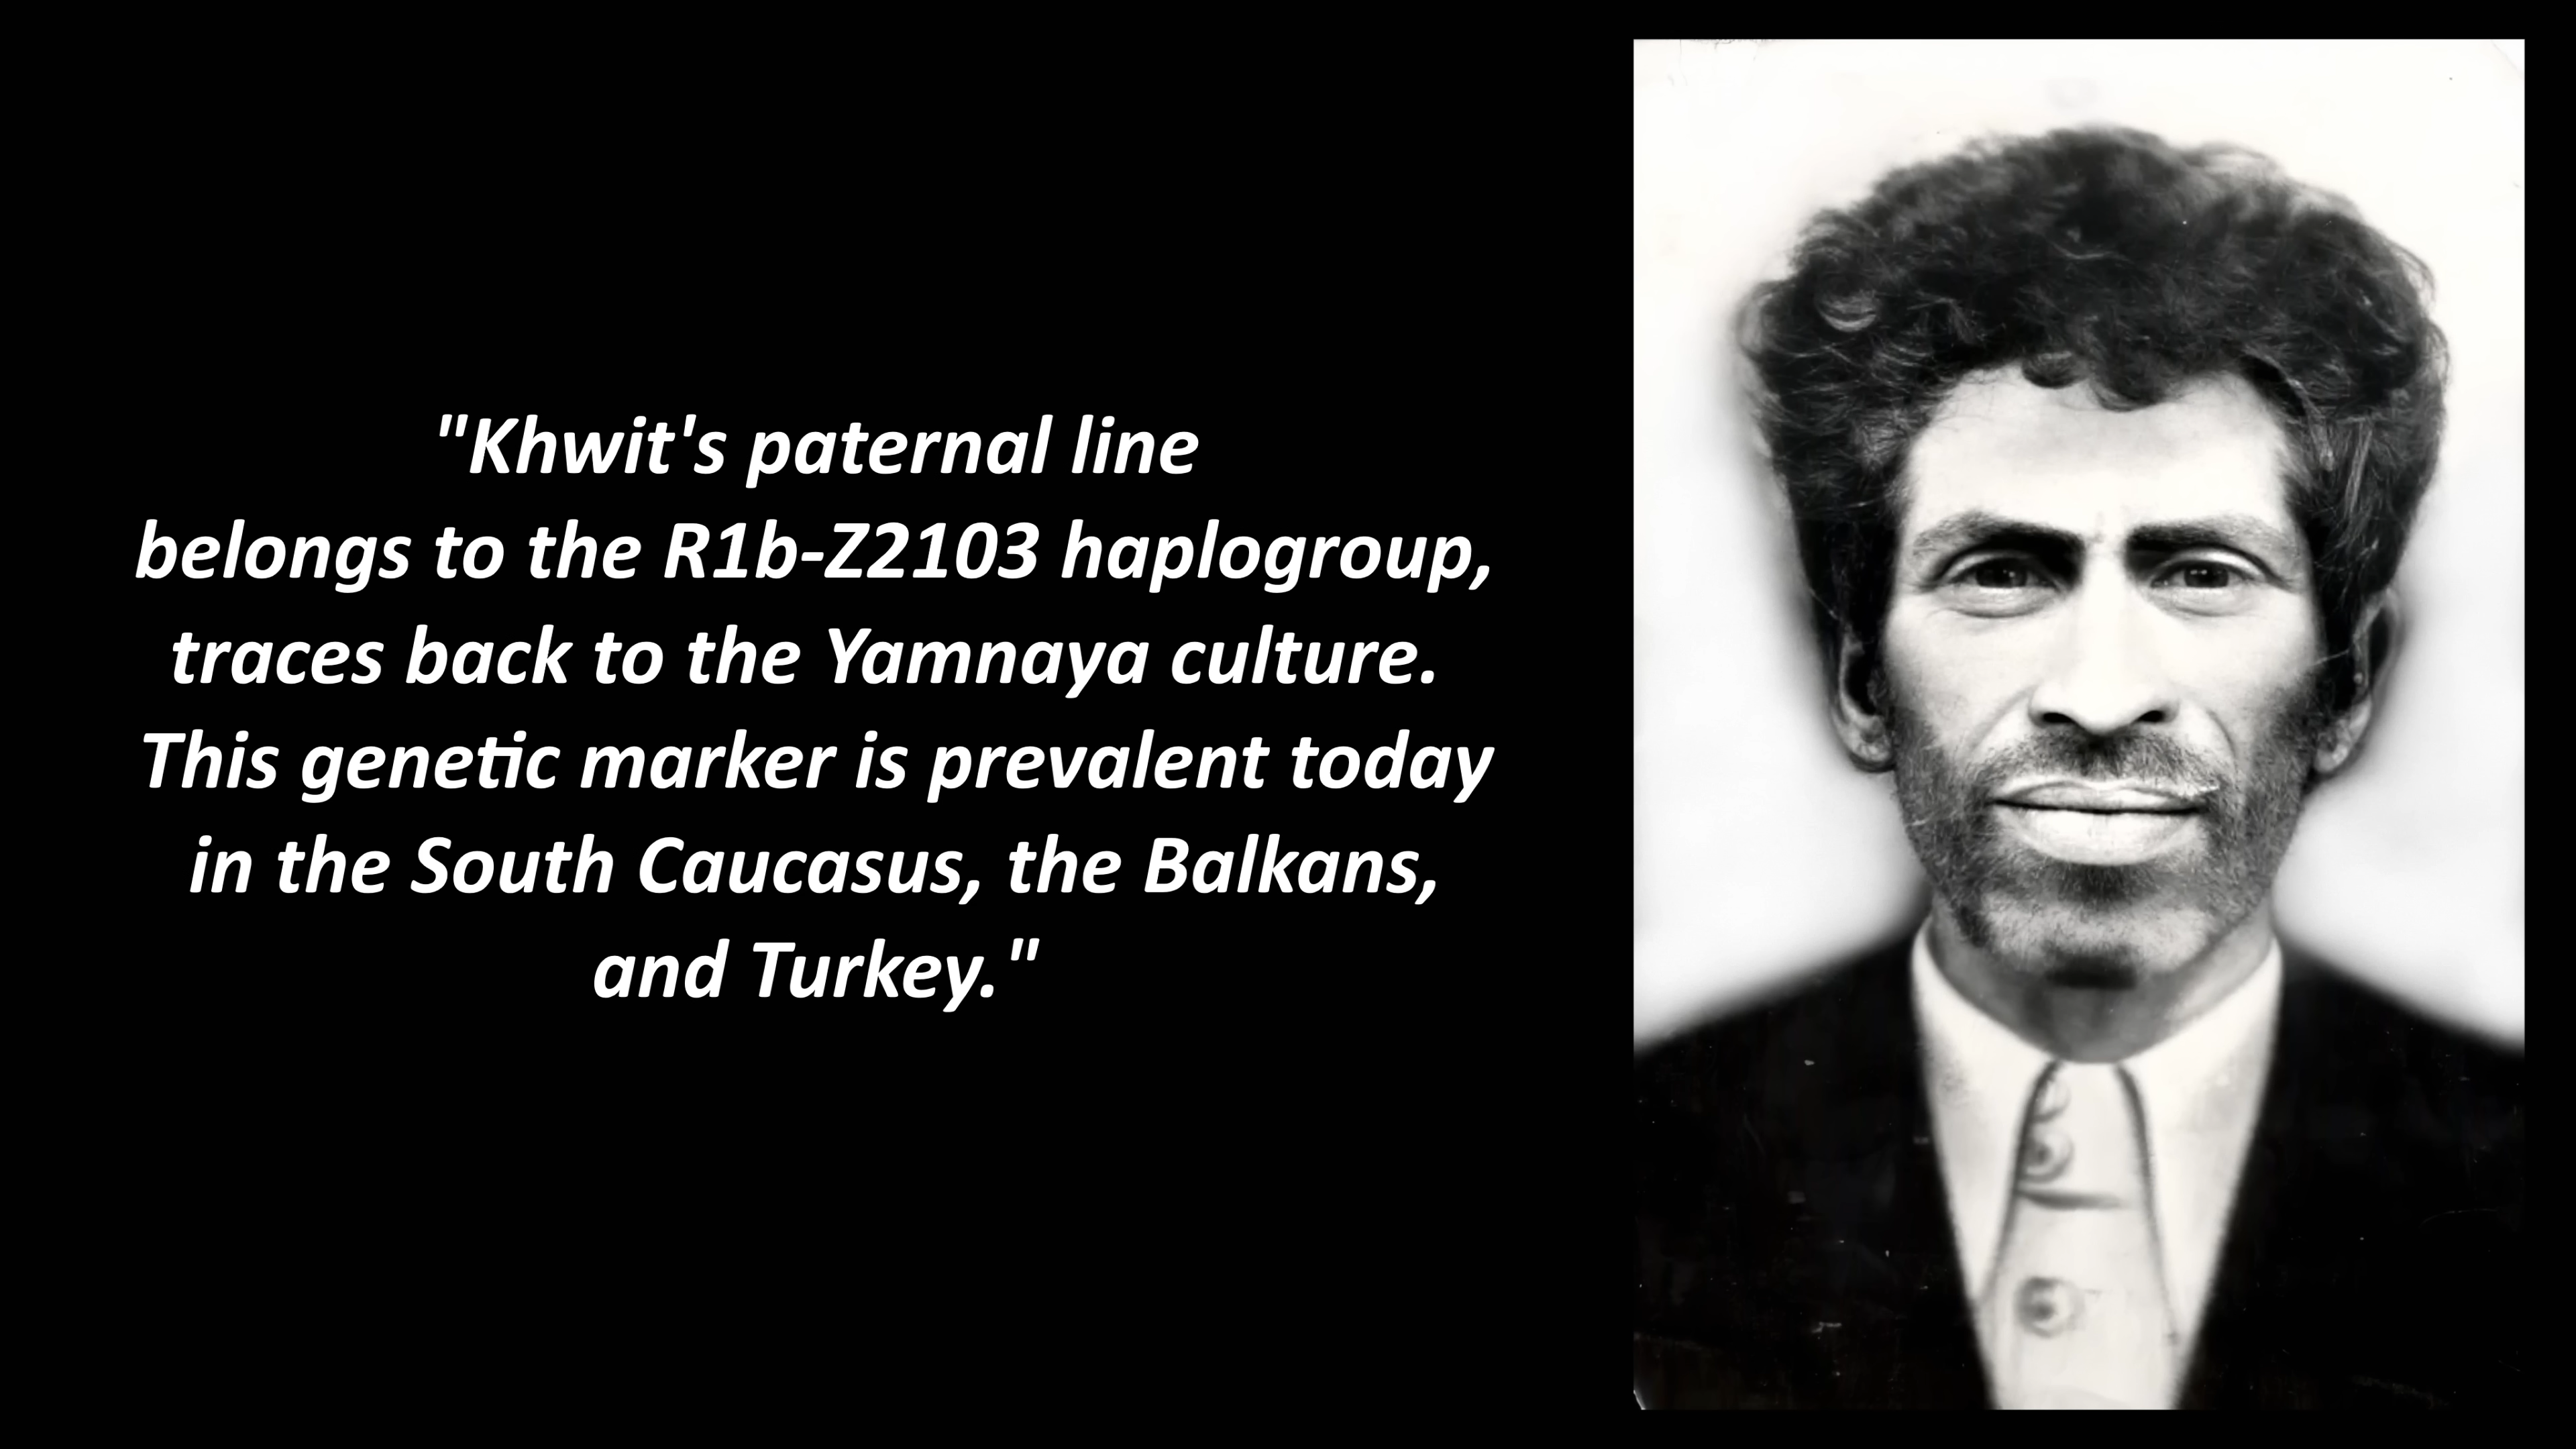 "Khwit's paternal line
belongs to the R1b-Z2103 haplogroup,
traces back to the Yamnaya culture.
This genetic marker is prevalent today
in the South Caucasus, the Balkans,
and Turkey."